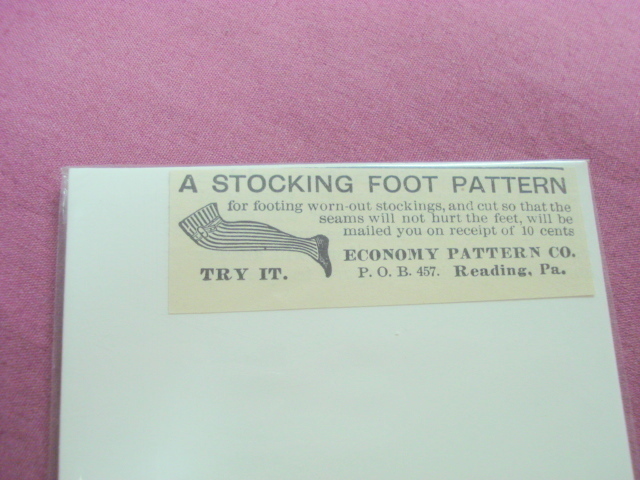 A STOCKING FOOT PATTERN
for footing worn-out stockings, and cut so that the
seams will not hurt the feet, will be
mailed you on receipt of 10 cents
ECONOMY PATTERN CO.
TRY IT. P. O. B. 457. Reading, Pa.